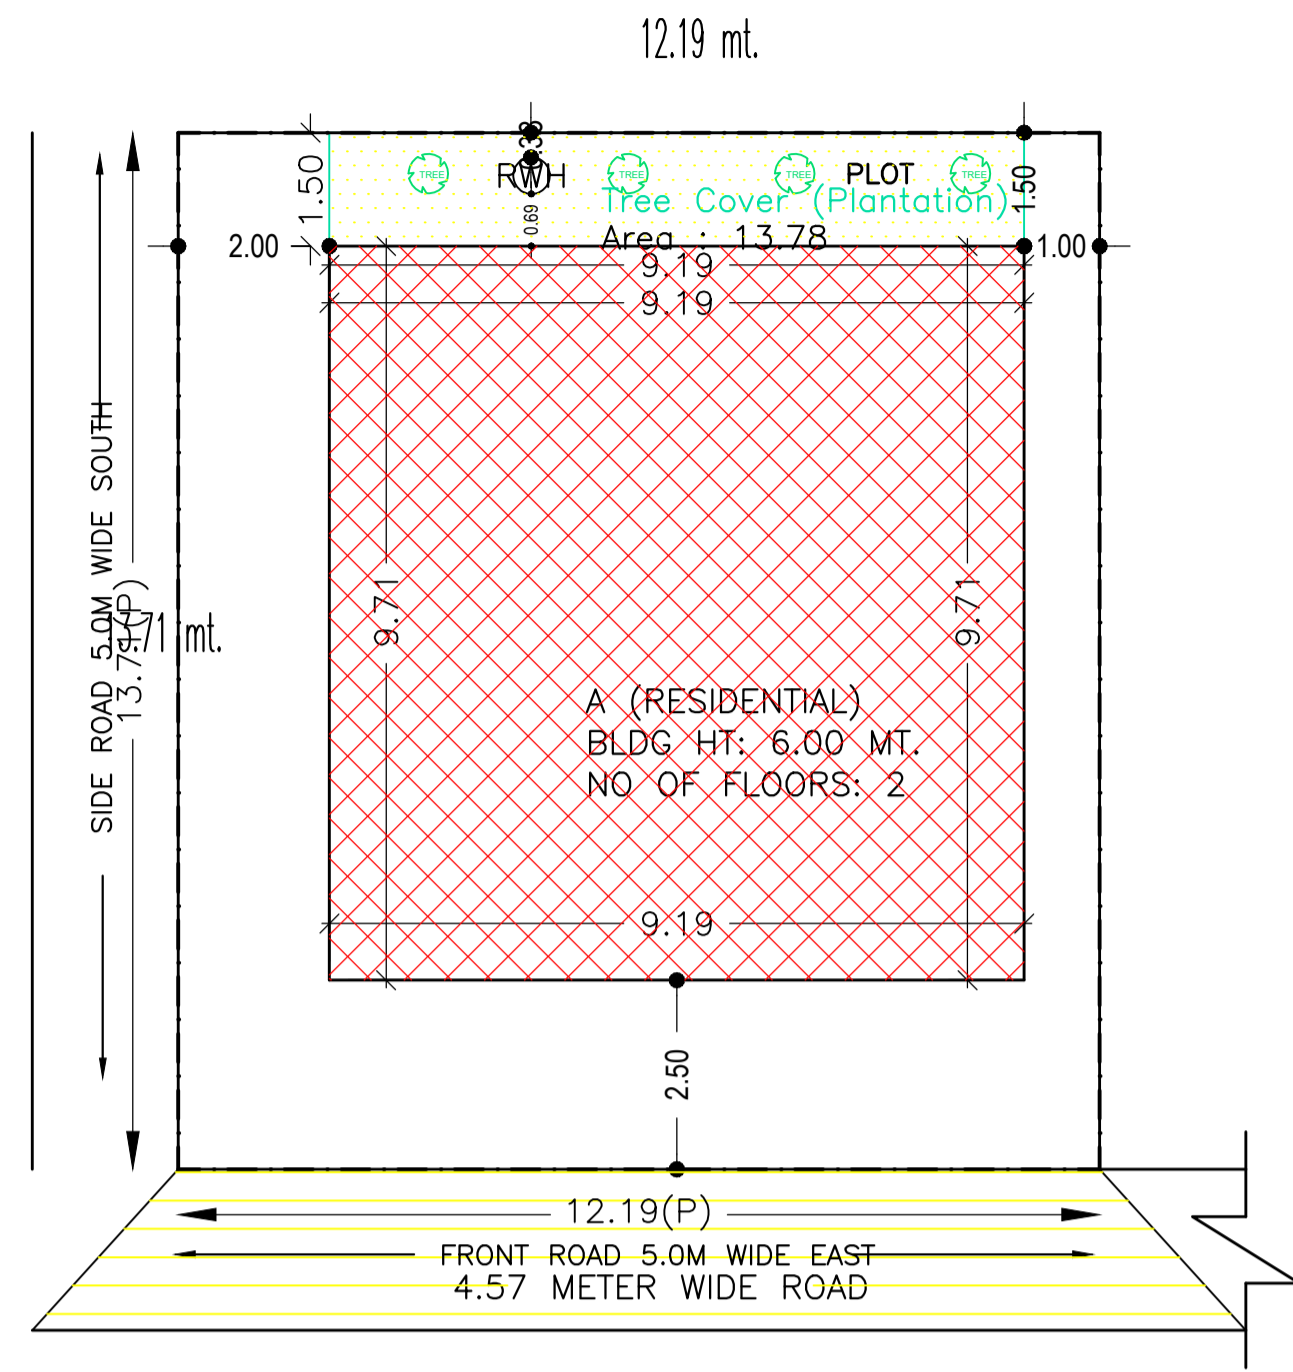 12.19 mt.
1.50
TREE
RWH
TREE
TREE
PLOT
TREE
1.50
Tree Cover (Plantation)
0.69
Area : 13.78
2.00
1.00
9.19
9.19
SIDE ROAD 5.0M WIDE SOUTH
13.71(P)
13.71 mt.
9.71
9.71
A (RESIDENTIAL)
BLDG HT: 6.00 MT.
NO OF FLOORS: 2
9.19
2.50
12.19(P)
FRONT ROAD 5.0M WIDE EAST
4.57 METER WIDE ROAD